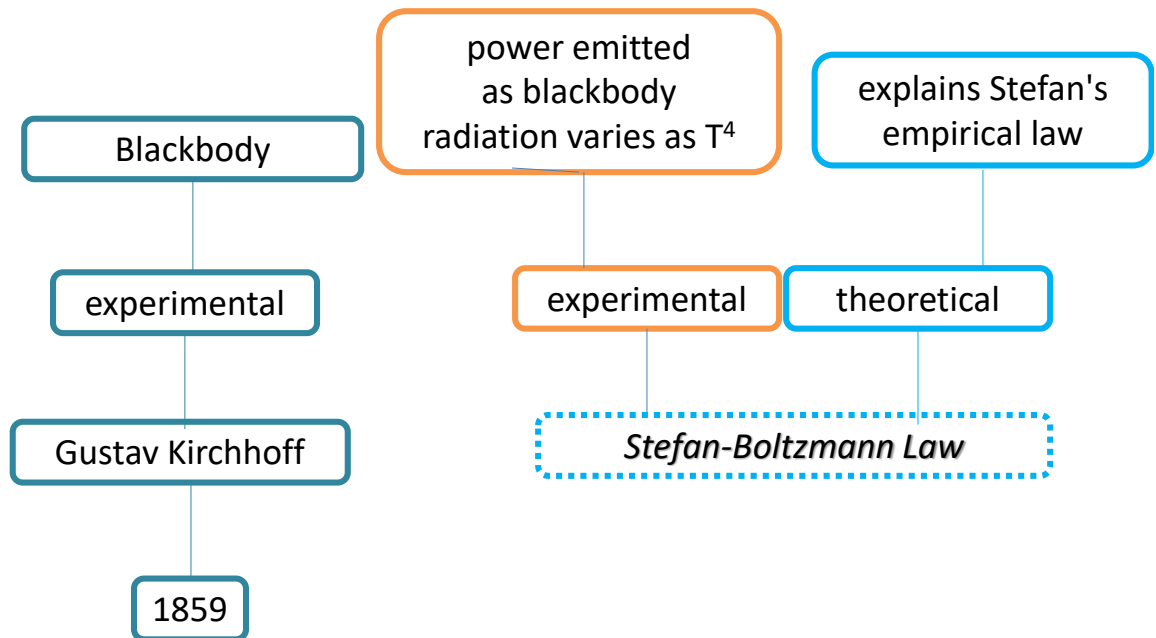 Blackbody
experimental
Gustav Kirchhoff
1859
power emitted
as blackbody
radiation varies as T⁴
experimental
explains Stefan's
empirical law
theoretical
Stefan-Boltzmann Law